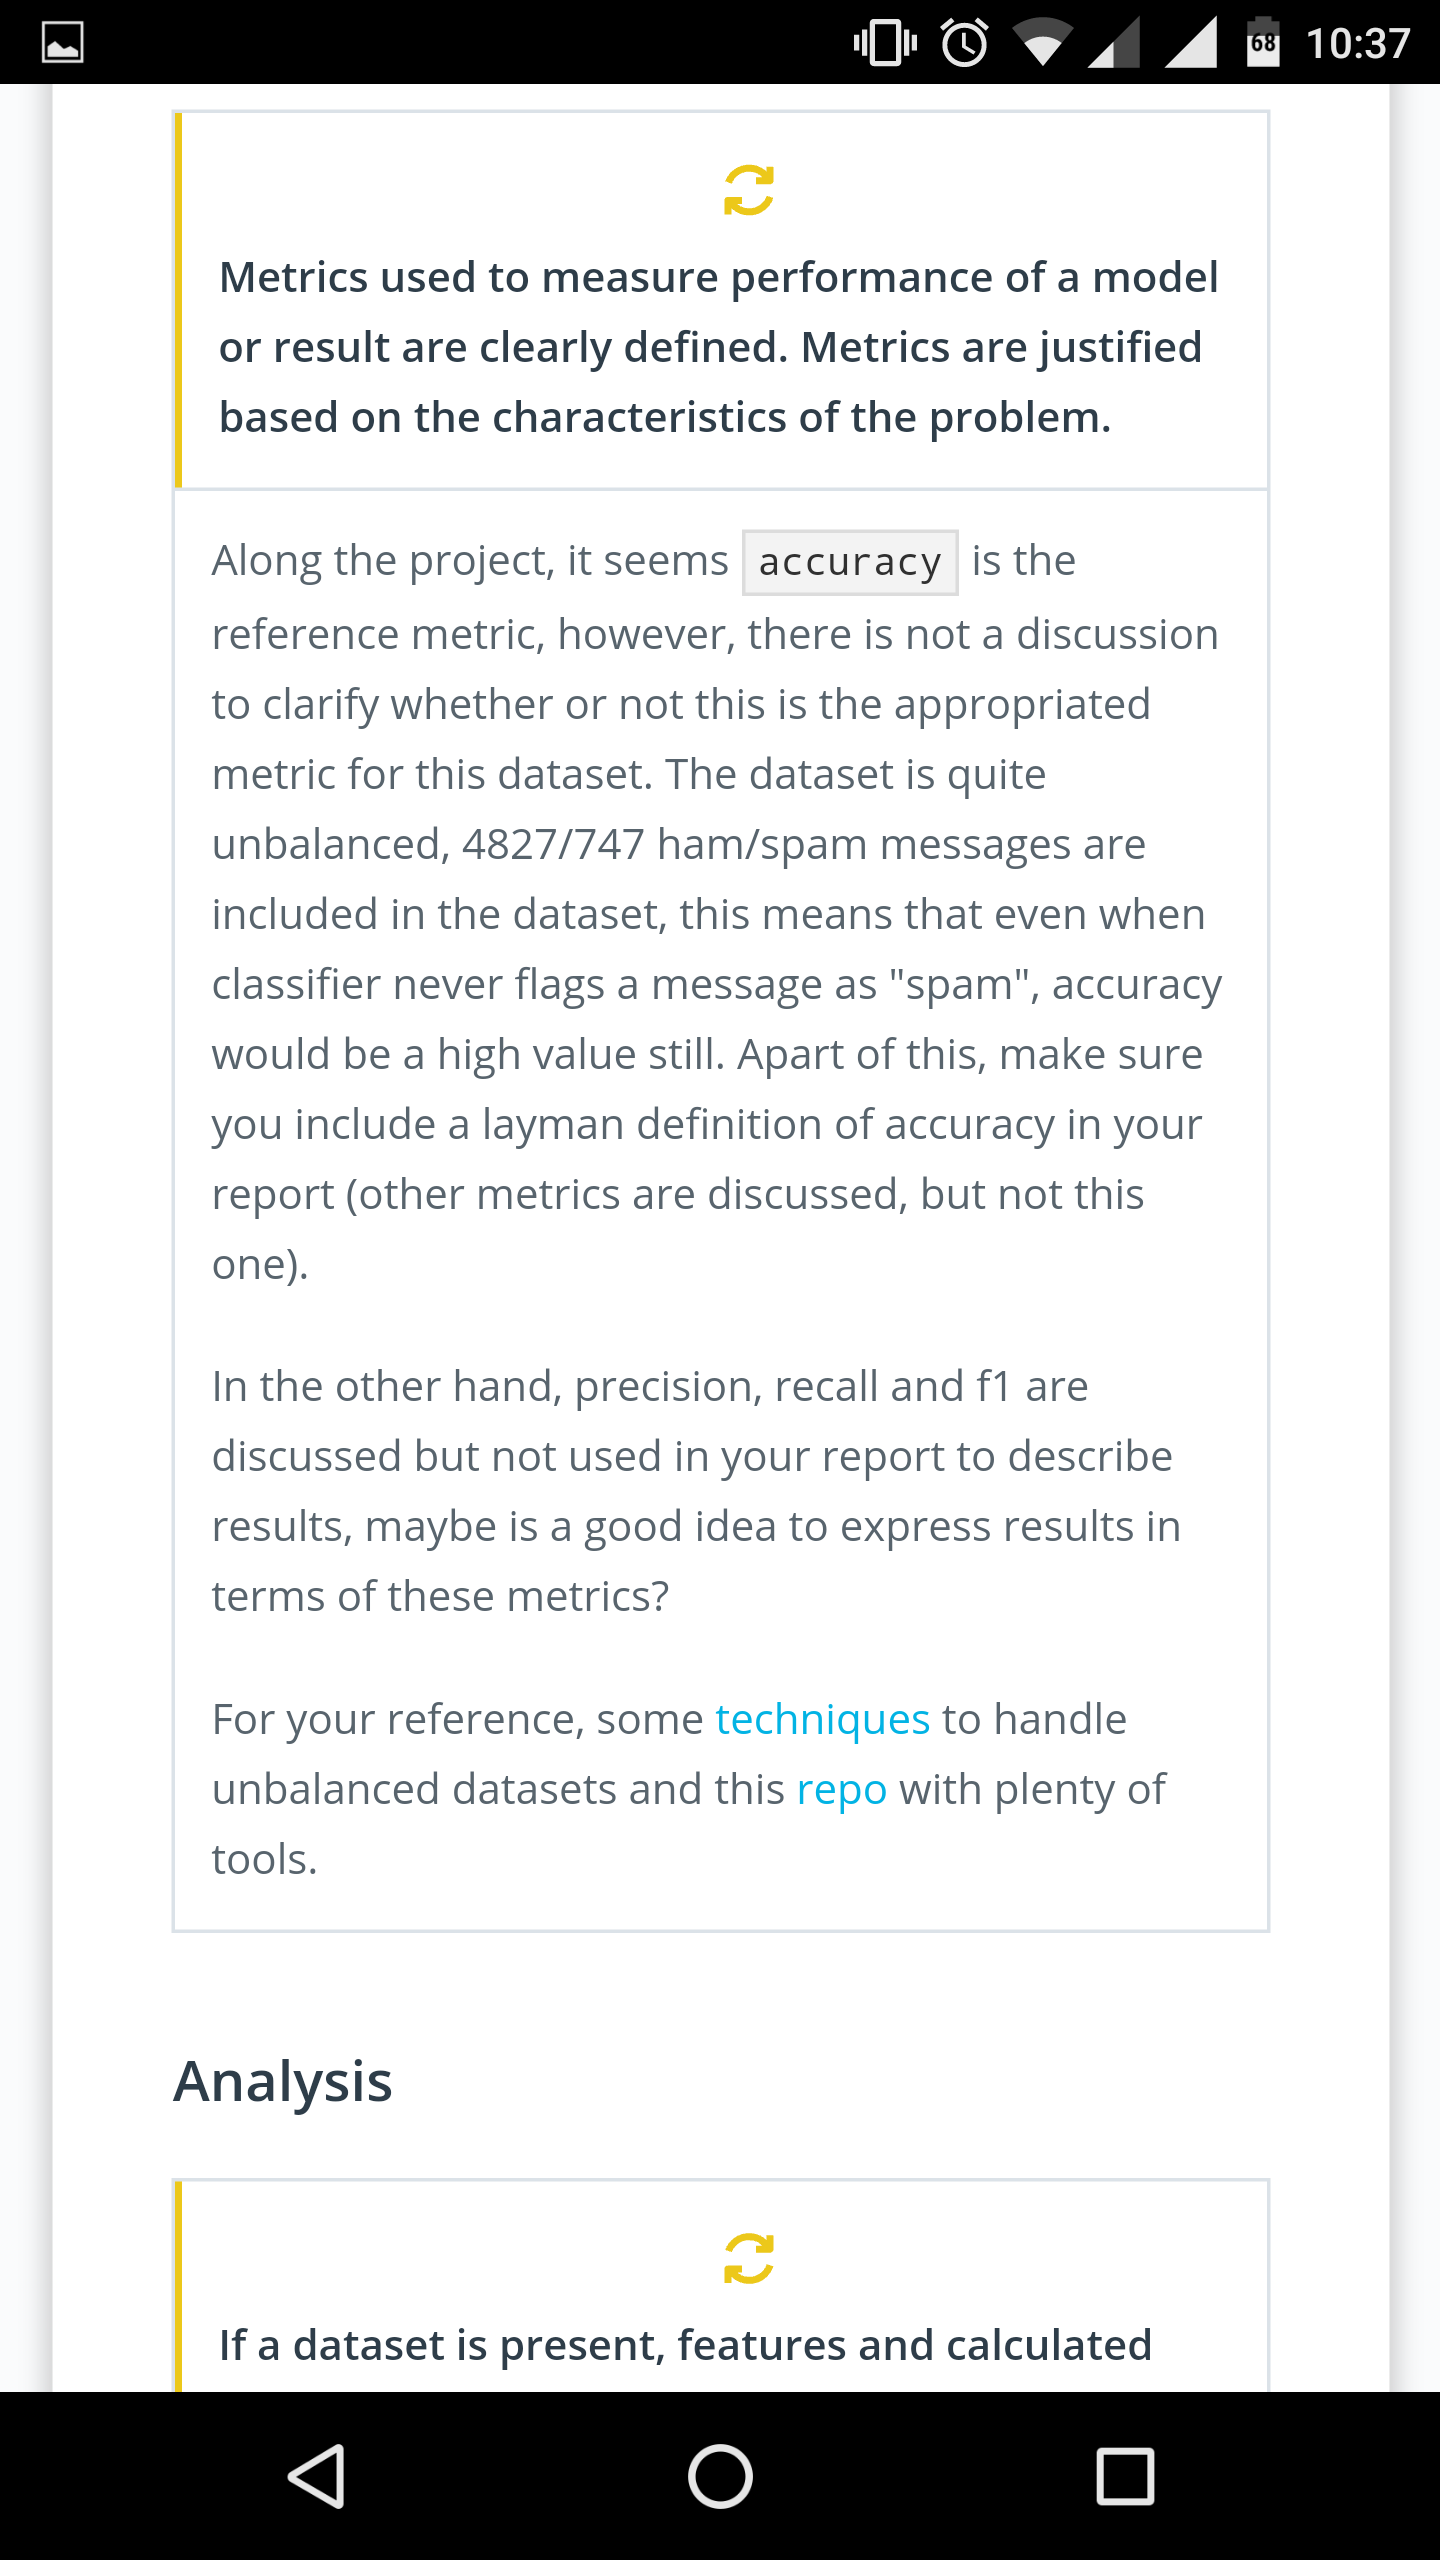 68 10:37
Metrics used to measure performance of a model
or result are clearly defined. Metrics are justified
based on the characteristics of the problem.
Along the project, it seems accuracy is the
reference metric, however, there is not a discussion
to clarify whether or not this is the appropriated
metric for this dataset. The dataset is quite
unbalanced, 4827/747 ham/spam messages are
included in the dataset, this means that even when
classifier never flags a message as "spam", accuracy
would be a high value still. Apart of this, make sure
you include a layman definition of accuracy in your
report (other metrics are discussed, but not this
one).
In the other hand, precision, recall and f1 are
discussed but not used in your report to describe
results, maybe is a good idea to express results in
terms of these metrics?
For your reference, some techniques to handle
unbalanced datasets and this repo with plenty of
tools.
Analysis
If a dataset is present, features and calculated